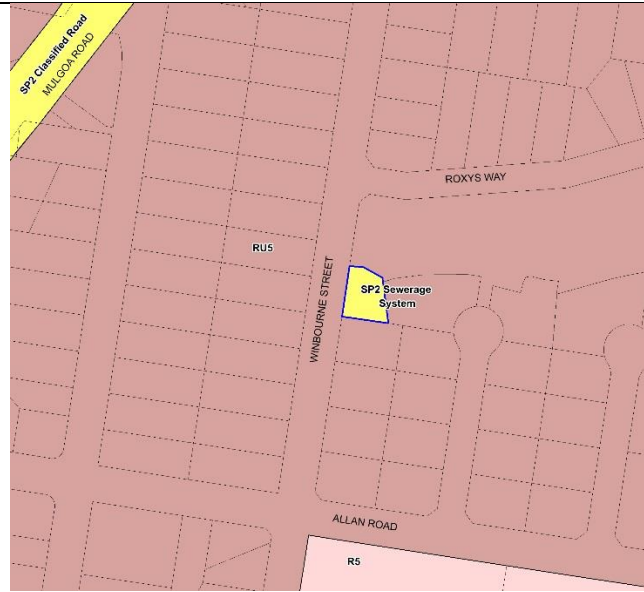 SP2 Classified Road
MULGOA ROAD
ROXYS WAY
RU5
WINBOURNE STREET
SP2 Sewerage
System
ALLAN ROAD
R5